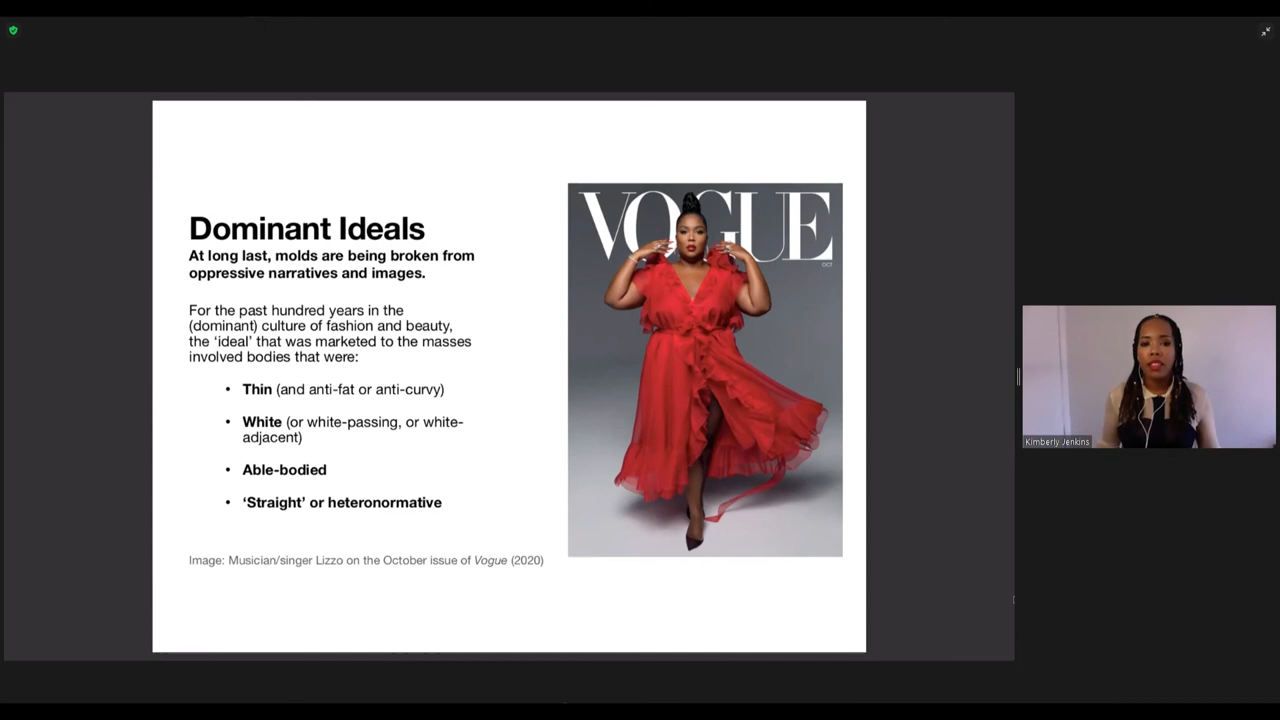 Dominant Ideals
At long last, molds are being broken from
oppressive narratives and images.
For the past hundred years in the
(dominant) culture of fashion and beauty,
the ‘ideal’ that was marketed to the masses
involved bodies that were:
• Thin (and anti-fat or anti-curvy)
• White (or white-passing, or white-
adjacent)
• Able-bodied
• ‘Straight’ or heteronormative
Image: Musician/singer Lizzo on the October issue of Vogue (2020)
VOGUE
OCT
Kimberly Jenkins